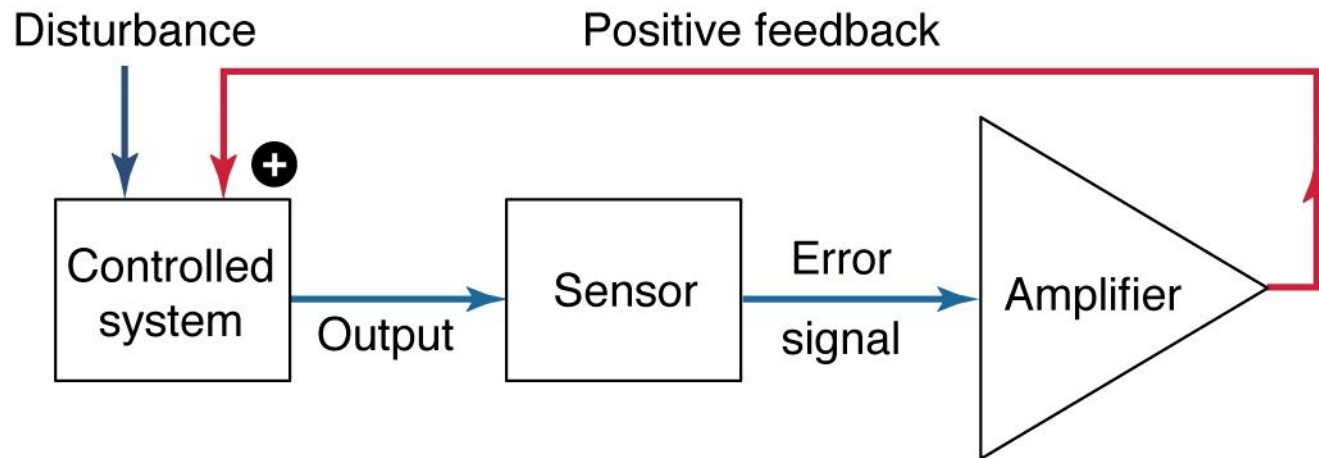 Disturbance
Positive feedback
+
Controlled
system
Output
Sensor
Error
signal
Amplifier